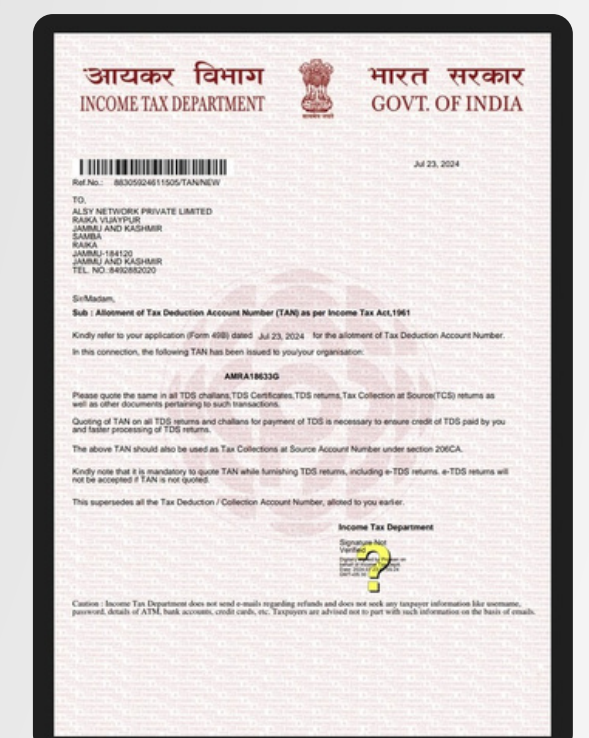 आयकर विभाग
INCOME TAX DEPARTMENT
भारत सरकार
GOVT. OF INDIA
Jul 23, 2024
Ref.No.: 88305924611505/TAN/NEW
TO,
ALSY NETWORK PRIVATE LIMITED
RAIKA VIJAYPUR
JAMMU AND KASHMIR
SAMBA
RAIKA
JAMMU-184120
JAMMU AND KASHMIR
TEL. NO.:8492882020
Sir/Madam,
Sub : Allotment of Tax Deduction Account Number (TAN) as per Income Tax Act,1961
Kindly refer to your application (Form 49B) dated Jul 23, 2024 for the allotment of Tax Deduction Account Number.
In this connection, the following TAN has been issued to you/your organisation:
AMRA18633G
Please quote the same in all TDS challans,TDS Certificates,TDS returns,Tax Collection at Source(TCS) returns as
well as other documents pertaining to such transactions.
Quoting of TAN on all TDS returns and challans for payment of TDS is necessary to ensure credit of TDS paid by you
and faster processing of TDS returns.
The above TAN should also be used as Tax Collections at Source Account Number under section 206CA.
Kindly note that it is mandatory to quote TAN while furnishing TDS returns, including e-TDS returns. e-TDS returns will
not be accepted if TAN is not quoted.
This supersedes all the Tax Deduction / Collection Account Number, alloted to you earlier.
Income Tax Department
Signature Not
Verified
?
Caution : Income Tax Department does not send e-mails regarding refunds and does not seek any taxpayer information like username,
password, details of ATM, bank accounts, credit cards, etc. Taxpayers are advised not to part with such information on the basis of emails.